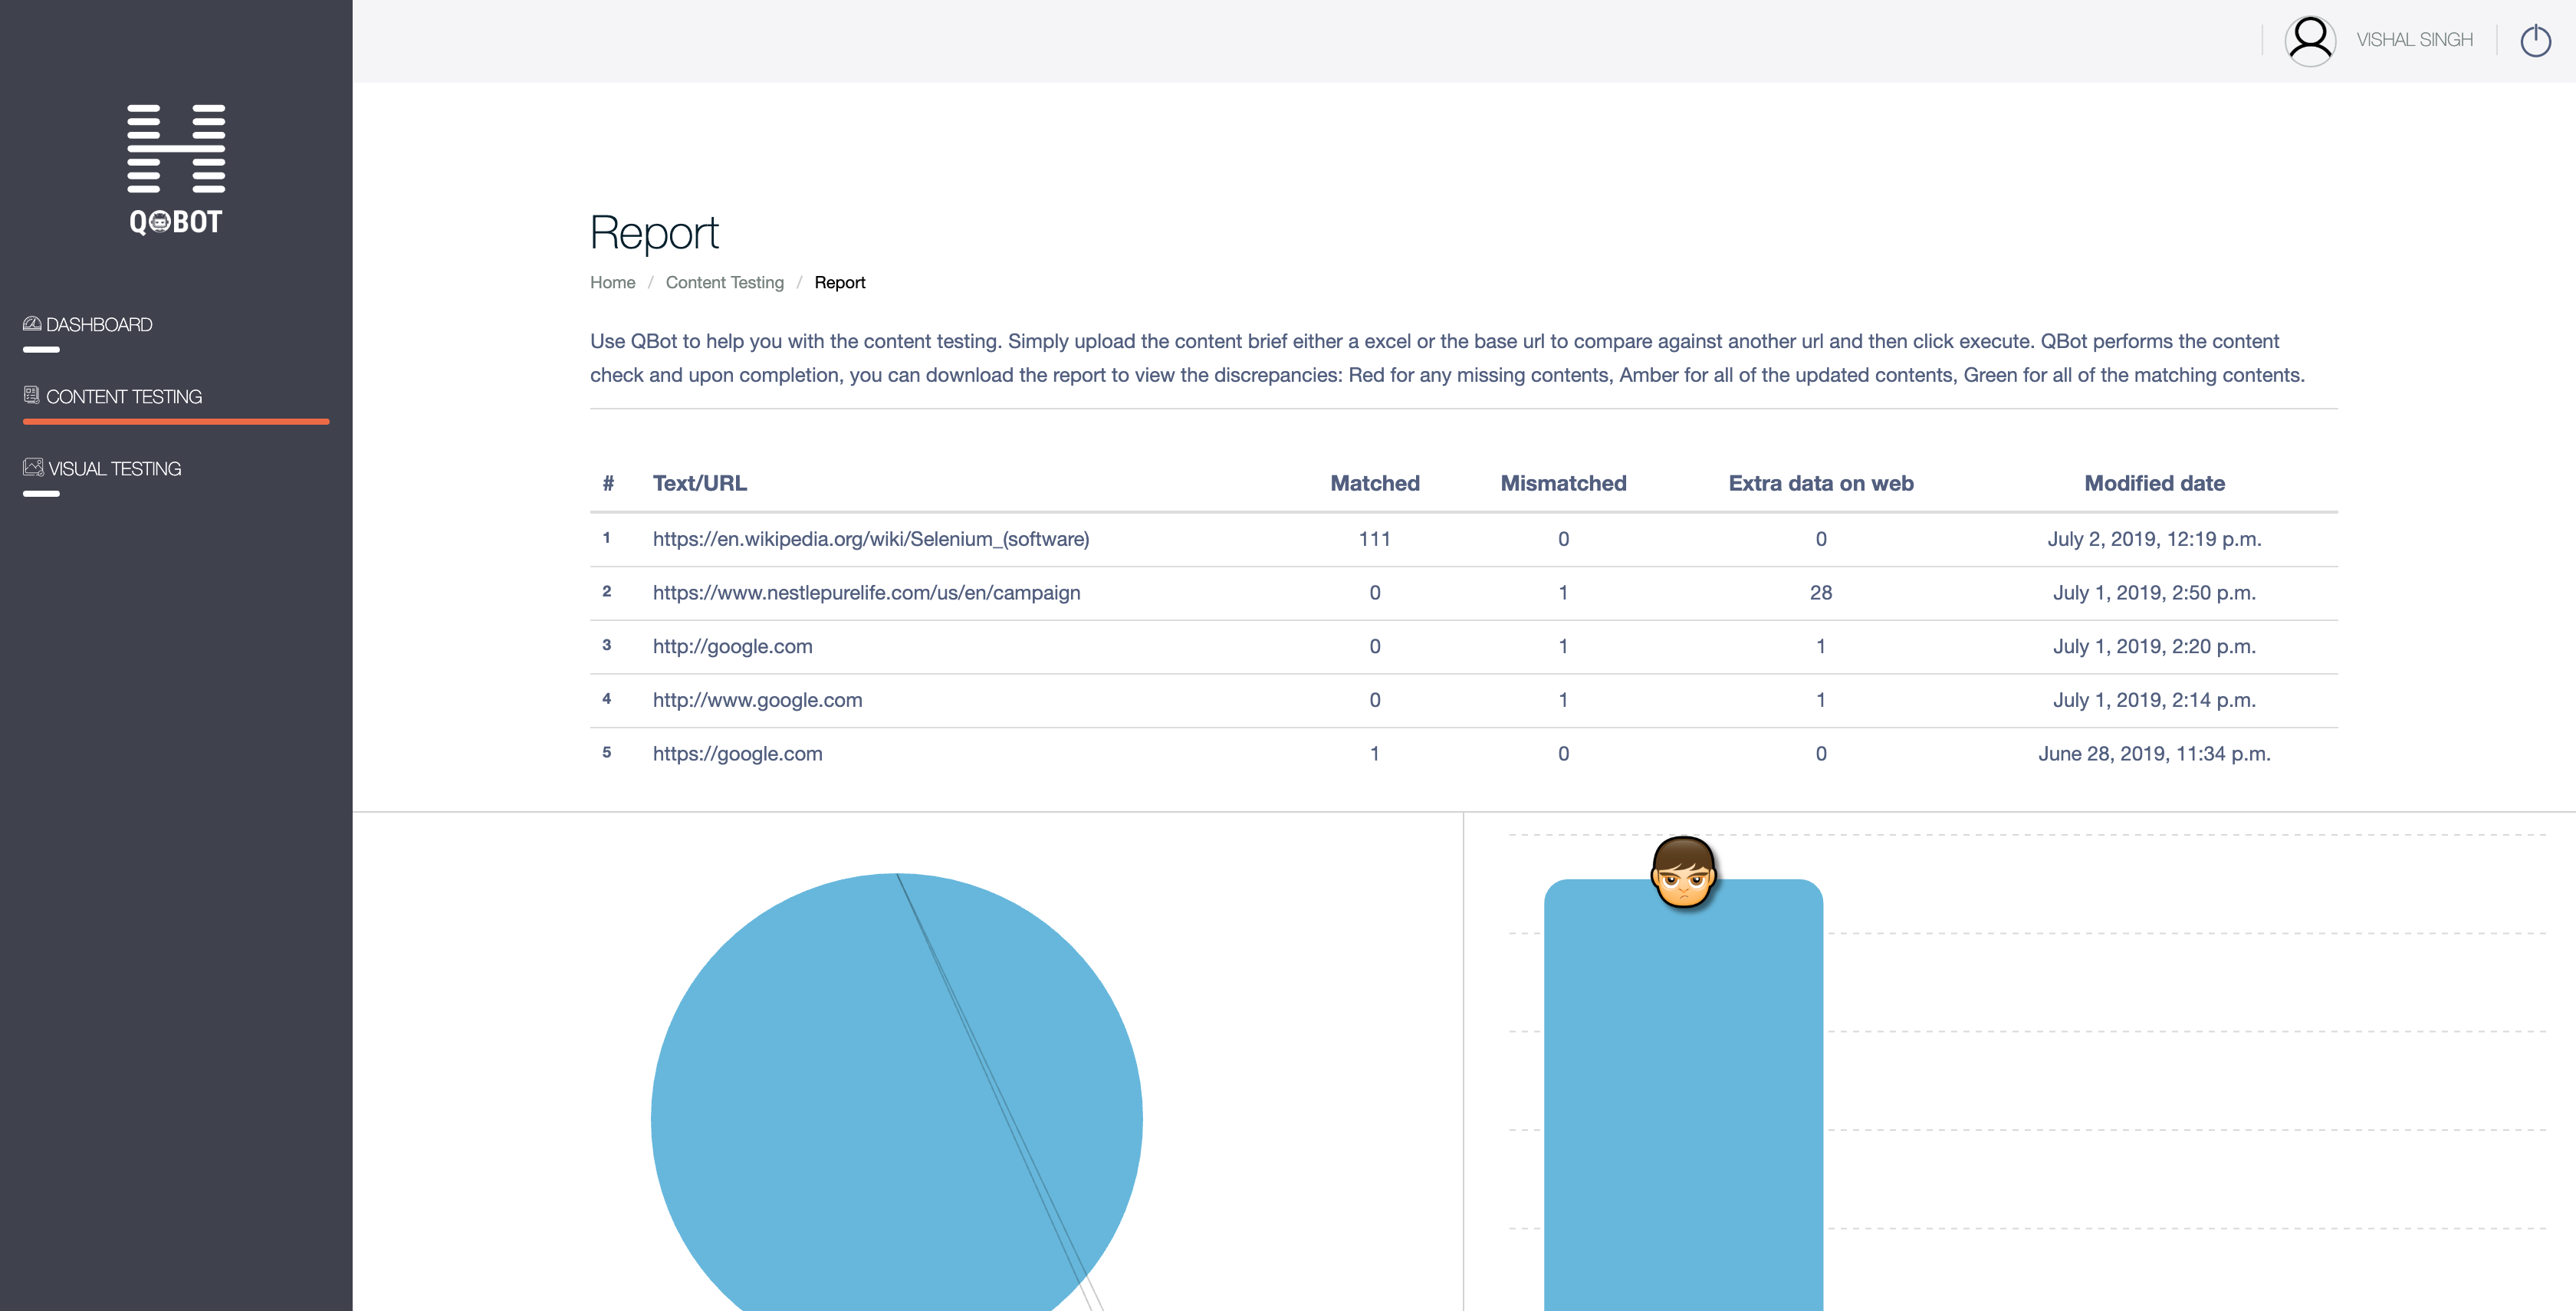 VISHAL SINGH
QBOT
DASHBOARD
CONTENT TESTING
VISUAL TESTING
Report
Home / Content Testing / Report
Use QBot to help you with the content testing. Simply upload the content brief either a excel or the base url to compare against another url and then click execute. QBot performs the content
check and upon completion, you can download the report to view the discrepancies: Red for any missing contents, Amber for all of the updated contents, Green for all of the matching contents.
# Text/URL Matched Mismatched Extra data on web Modified date
1 https://en.wikipedia.org/wiki/Selenium_(software) 111 0 0 July 2, 2019, 12:19 p.m.
2 https://www.nestlepurelife.com/us/en/campaign 0 1 28 July 1, 2019, 2:50 p.m.
3 http://google.com 0 1 1 July 1, 2019, 2:20 p.m.
4 http://www.google.com 0 1 1 July 1, 2019, 2:14 p.m.
5 https://google.com 1 0 0 June 28, 2019, 11:34 p.m.